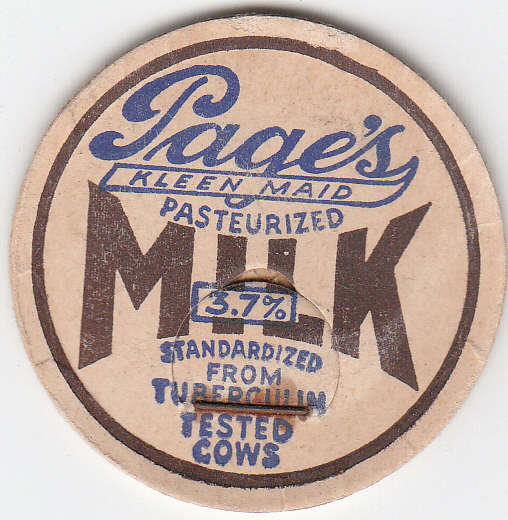 Page's
KLEEN MAID
PASTEURIZED
MILK
3.7%
STANDARDIZED
FROM
TUBERCULIN
TESTED
COWS